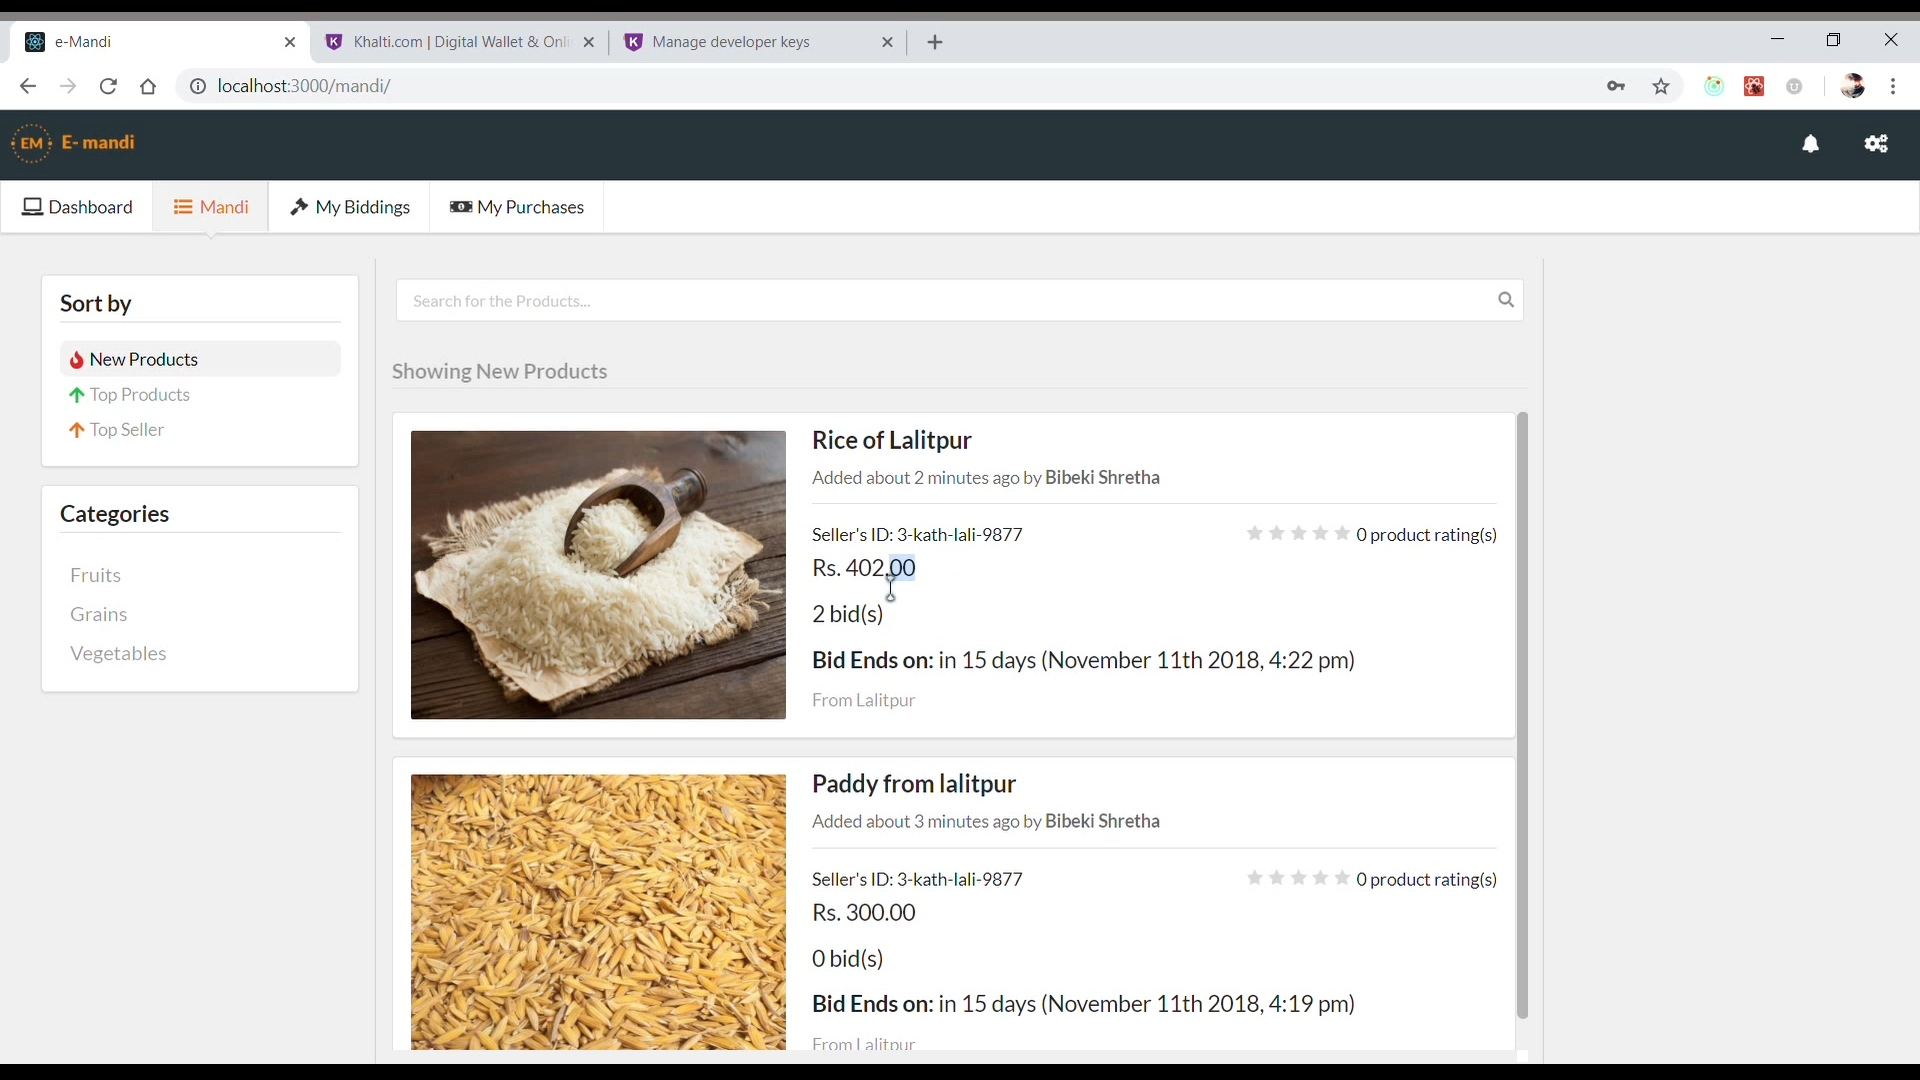 e-Mandi
Khalti.com | Digital Wallet & Onli
Manage developer keys
localhost:3000/mandi/
EM E- mandi
Dashboard
Mandi
My Biddings
My Purchases
Sort by
New Products
Top Products
Top Seller
Categories
Fruits
Grains
Vegetables
Search for the Products...
Showing New Products
Rice of Lalitpur
Added about 2 minutes ago by Bibeki Shretha
Seller's ID: 3-kath-lali-9877
0 product rating(s)
Rs. 402.00
2 bid(s)
Bid Ends on: in 15 days (November 11th 2018, 4:22 pm)
From Lalitpur
Paddy from lalitpur
Added about 3 minutes ago by Bibeki Shretha
Seller's ID: 3-kath-lali-9877
0 product rating(s)
Rs. 300.00
0 bid(s)
Bid Ends on: in 15 days (November 11th 2018, 4:19 pm)
From Lalitpur